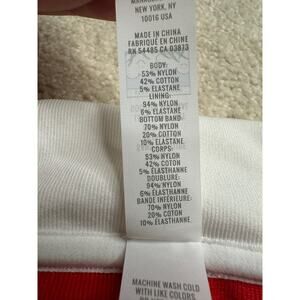 NEW YORK, NY
10016 USA
MADE IN CHINA
FABRIQUÉ EN CHINE
RN 54485 CA 03873
BODY:
53% NYLON
42% COTTON
5% ELASTANE
LINING:
94% NYLON
6% ELASTANE
BOTTOM BAND:
70% NYLON
20% COTTON
10% ELASTANE
CORPS:
53% NYLON
42% COTON
5% ÉLASTHANNE
DOUBLURE:
94% NYLON
6% ÉLASTHANNE
BANDE INFÉRIEURE:
70% NYLON
20% COTON
10% ÉLASTHANNE
MACHINE WASH COLD
WITH LIKE COLORS